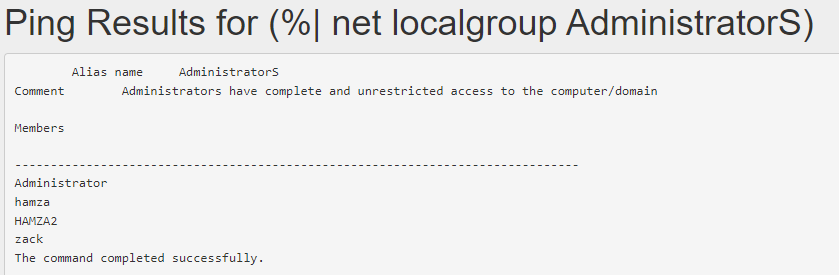 Ping Results for (%| net localgroup AdministratorS)
Alias name     AdministratorS
Comment        Administrators have complete and unrestricted access to the computer/domain
Members
-------------------------------------------------------------------------------
Administrator
hamza
HAMZA2
zack
The command completed successfully.